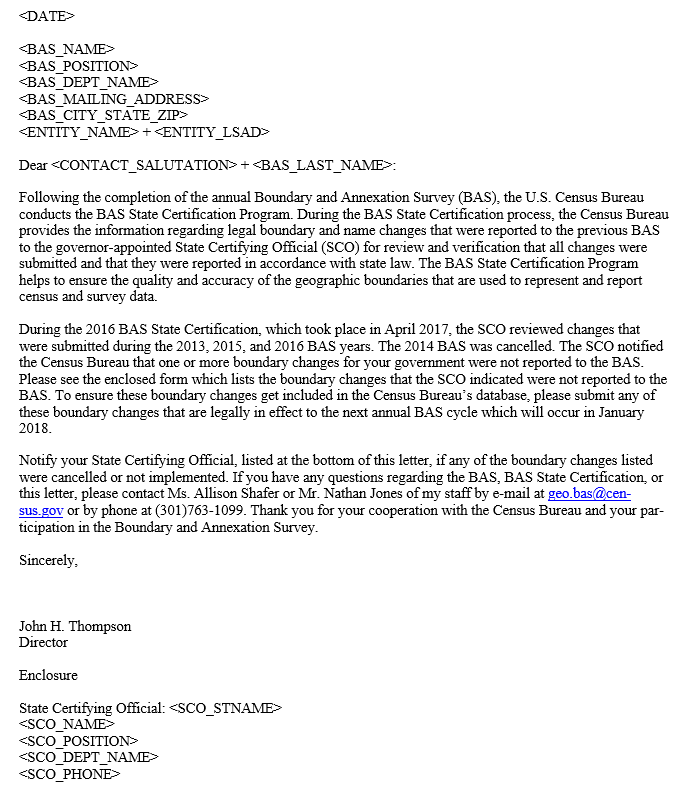 <DATE>
<BAS_NAME>
<BAS_POSITION>
<BAS_DEPT_NAME>
<BAS_MAILING_ADDRESS>
<BAS_CITY_STATE_ZIP>
<ENTITY_NAME> + <ENTITY_LSAD>
Dear <CONTACT_SALUTATION> + <BAS_LAST_NAME>:
Following the completion of the annual Boundary and Annexation Survey (BAS), the U.S. Census Bureau
conducts the BAS State Certification Program. During the BAS State Certification process, the Census Bureau
provides the information regarding legal boundary and name changes that were reported to the previous BAS
to the governor-appointed State Certifying Official (SCO) for review and verification that all changes were
submitted and that they were reported in accordance with state law. The BAS State Certification Program
helps to ensure the quality and accuracy of the geographic boundaries that are used to represent and report
census and survey data.
During the 2016 BAS State Certification, which took place in April 2017, the SCO reviewed changes that
were submitted during the 2013, 2015, and 2016 BAS years. The 2014 BAS was cancelled. The SCO notified
the Census Bureau that one or more boundary changes for your government were not reported to the BAS.
Please see the enclosed form which lists the boundary changes that the SCO indicated were not reported to the
BAS. To ensure these boundary changes get included in the Census Bureau's database, please submit any of
these boundary changes that are legally in effect to the next annual BAS cycle which will occur in January
2018.
Notify your State Certifying Official, listed at the bottom of this letter, if any of the boundary changes listed
were cancelled or not implemented. If you have any questions regarding the BAS, BAS State Certification, or
this letter, please contact Ms. Allison Shafer or Mr. Nathan Jones of my staff by e-mail at geo.bas@cen-
sus.gov or by phone at (301)763-1099. Thank you for your cooperation with the Census Bureau and your par-
ticipation in the Boundary and Annexation Survey.
Sincerely,
John H. Thompson
Director
Enclosure
State Certifying Official: <SCO_STNAME>
<SCO_NAME>
<SCO_POSITION>
<SCO_DEPT_NAME>
<SCO_PHONE>